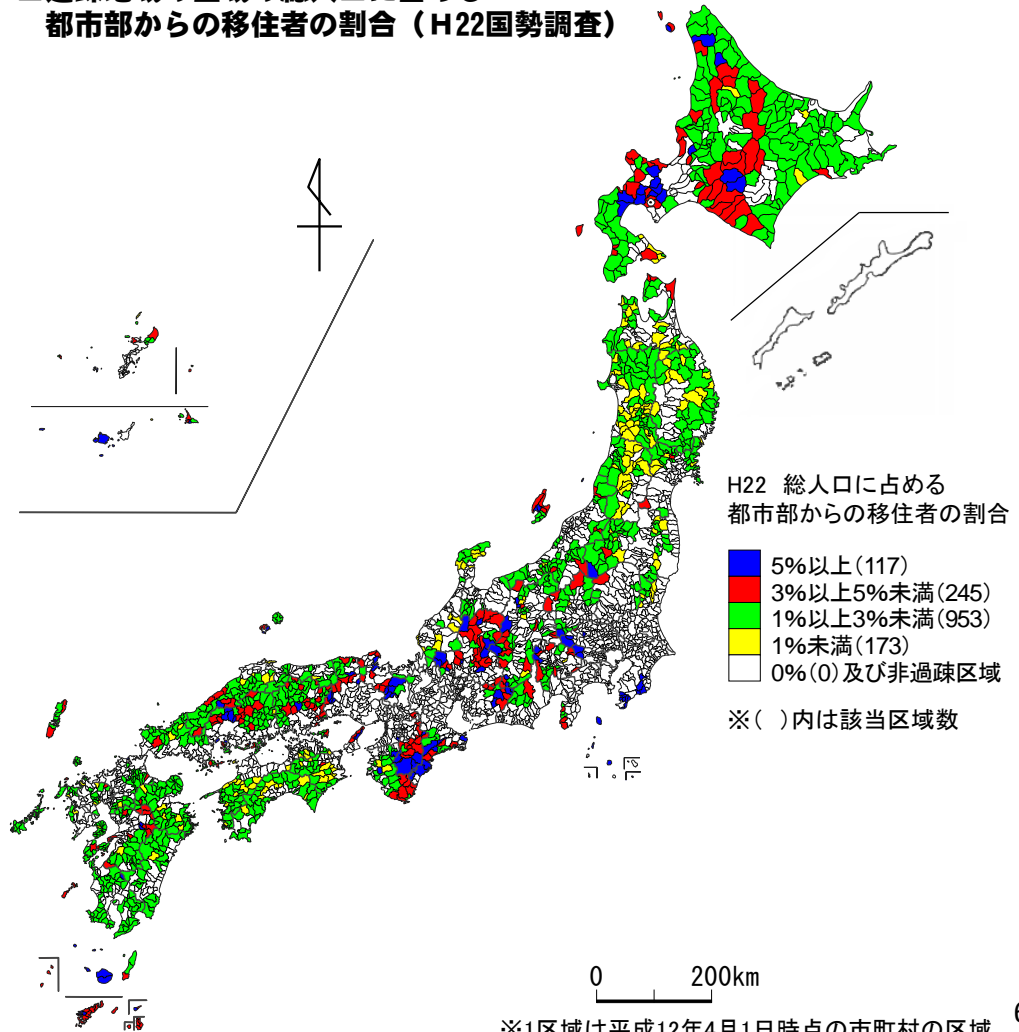 都市部からの移住者の割合（H22国勢調査）
H22 総人口に占める
都市部からの移住者の割合
5%以上(117)
3%以上5%未満(245)
1%以上3%未満(953)
1%未満(173)
0%(0)及び非過疎区域
※( )内は該当区域数
0 200km
※1区域は平成12年4月1日時点の市町村の区域